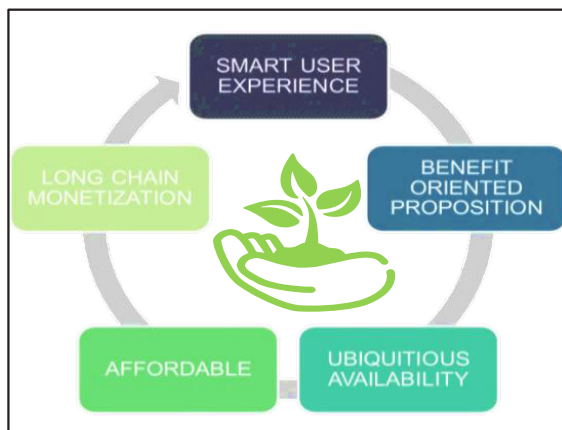 SMART USER
EXPERIENCE
BENEFIT
ORIENTED
PROPOSITION
UBIQUITIOUS
AVAILABILITY
AFFORDABLE
LONG CHAIN
MONETIZATION